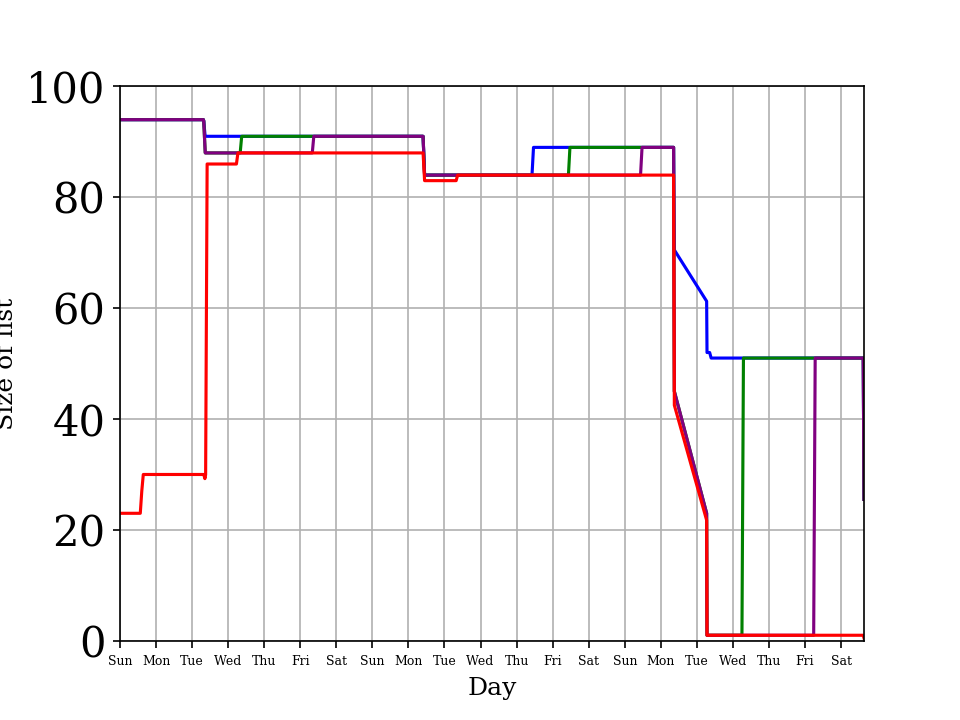 100
80
60
40
20
0
Size of list
Sun Mon Tue Wed Thu Fri Sat Sun Mon Tue Wed Thu Fri Sat Sun Mon Tue Wed Thu Fri Sat
Day